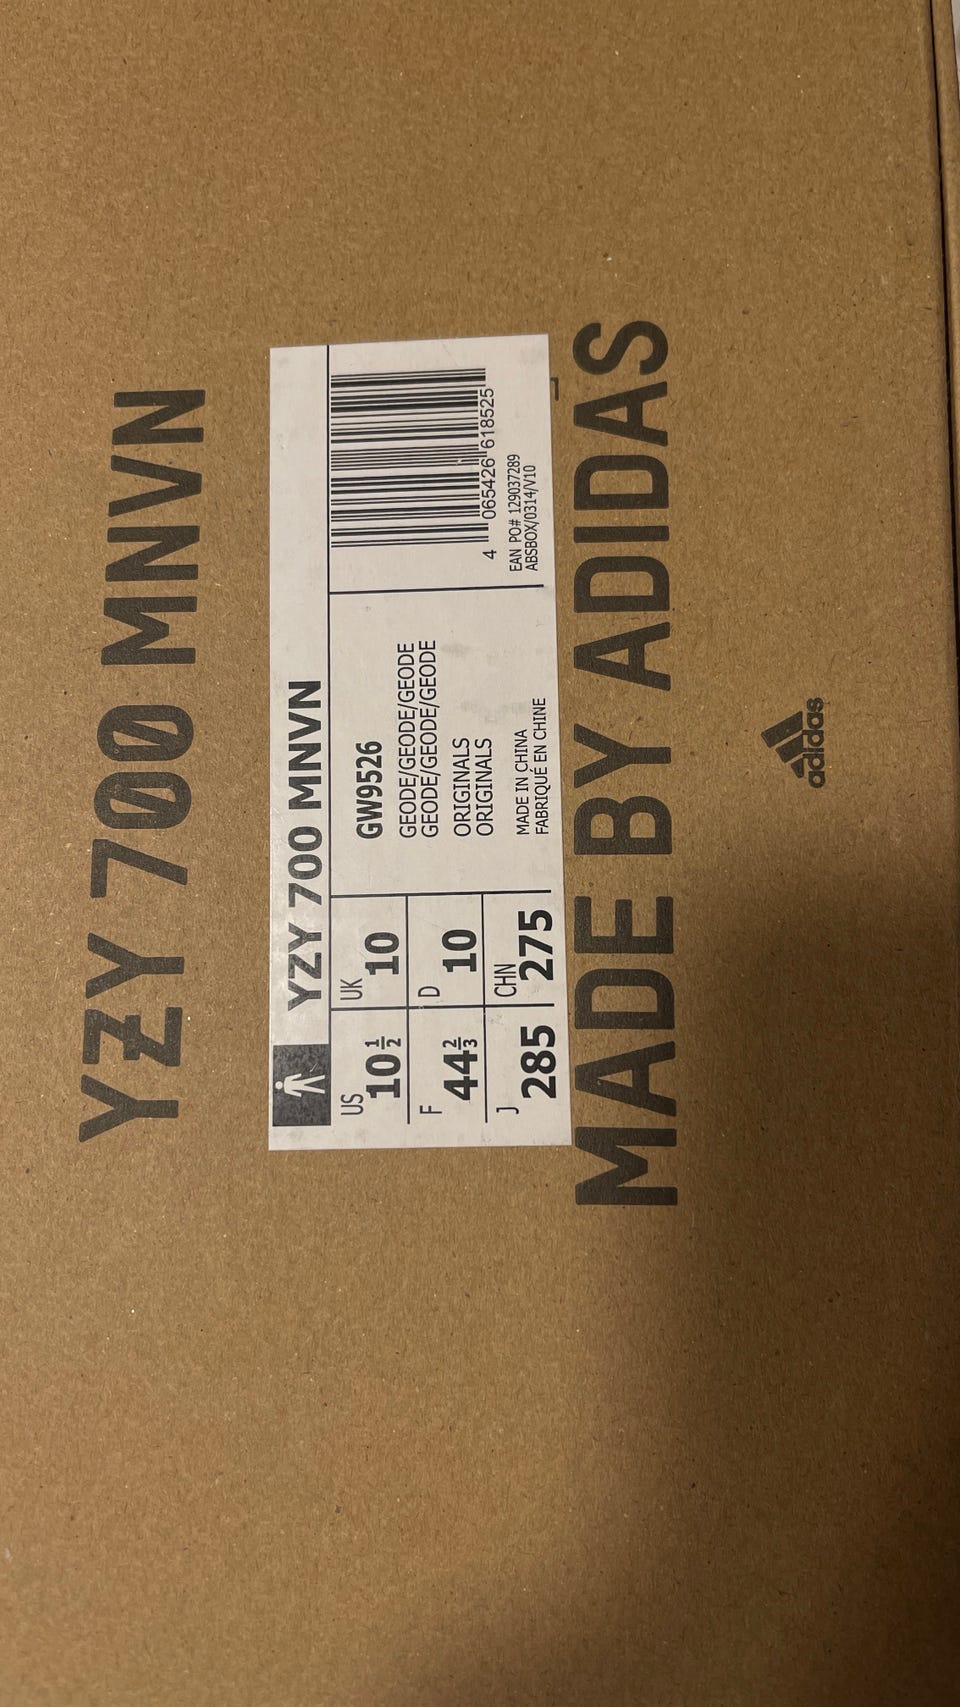 YZY 700 MNVN
YZY 700 MNVN
US
10½
UK
10
F
44⅔
D
10
J
285
CHN
275
GW9526
GEODE/GEODE/GEODE
GEODE/GEODE/GEODE
ORIGINALS
ORIGINALS
MADE IN CHINA
FABRIQUÉ EN CHINE
4 065426 618525
EAN PO# 129037289
ABSBOX/0314/V10
MADE BY ADIDAS
adidas